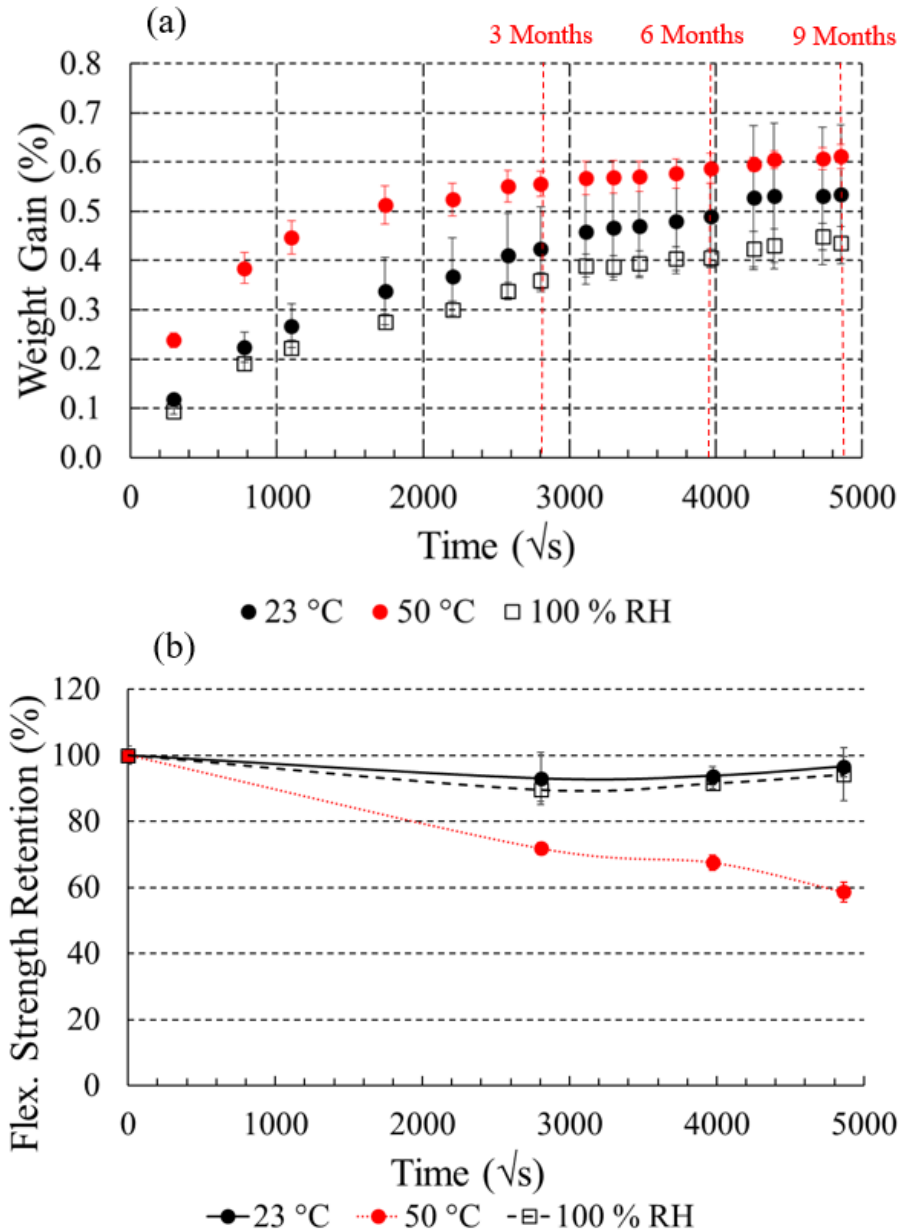 (a)
3 Months 6 Months 9 Months
0.8
0.7
0.6
0.5
0.4
0.3
0.2
0.1
0.0
Weight Gain (%)
0 1000 2000 3000 4000 5000
Time (√s)
23 °C 50 °C 100 % RH
(b)
120
100
80
60
40
20
0
Flex. Strength Retention (%)
0 1000 2000 3000 4000 5000
Time (√s)
23 °C 50 °C 100 % RH